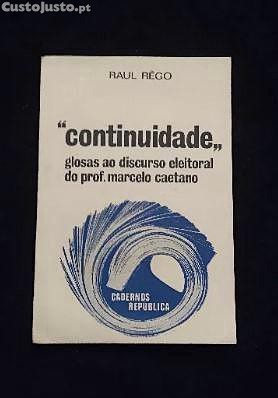 CustoJusto.pt
RAUL RÊGO
“continuidade„
glosas ao discurso eleitoral
do prof. marcelo caetano
CADERNOS
REPÚBLICA